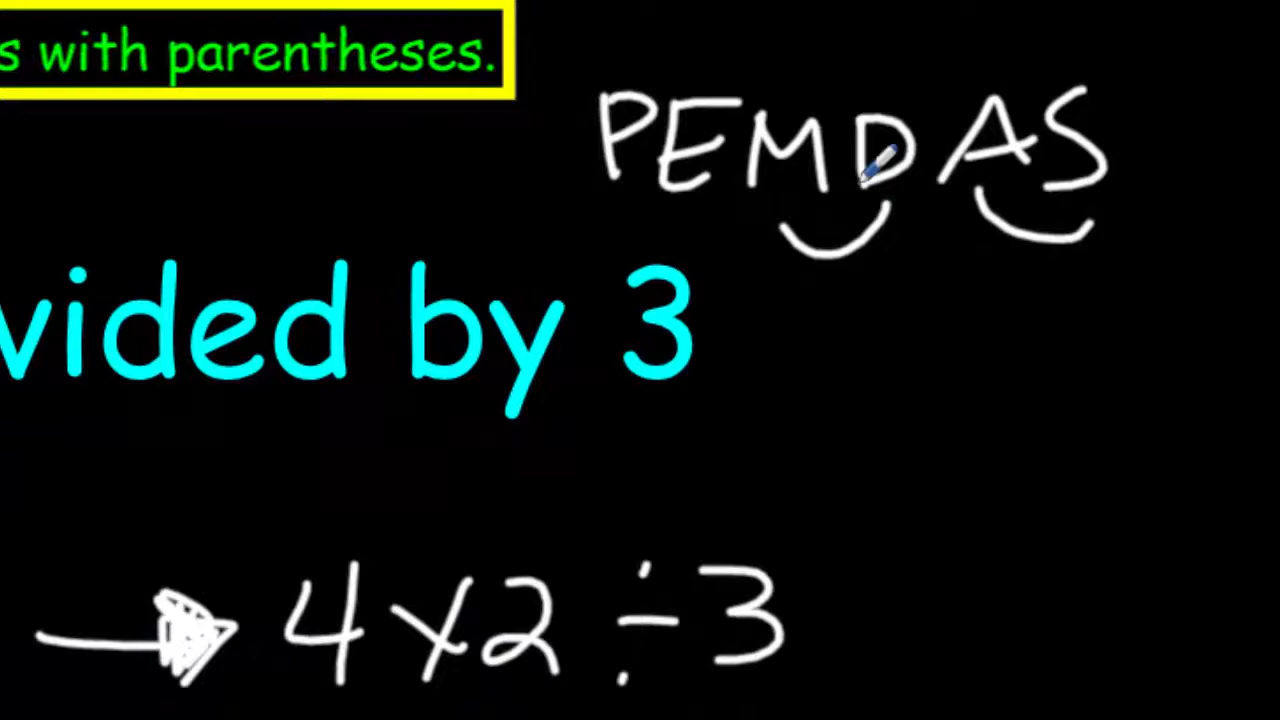 s with parentheses.
PEMDAS
vided by 3
4 x 2 ÷ 3